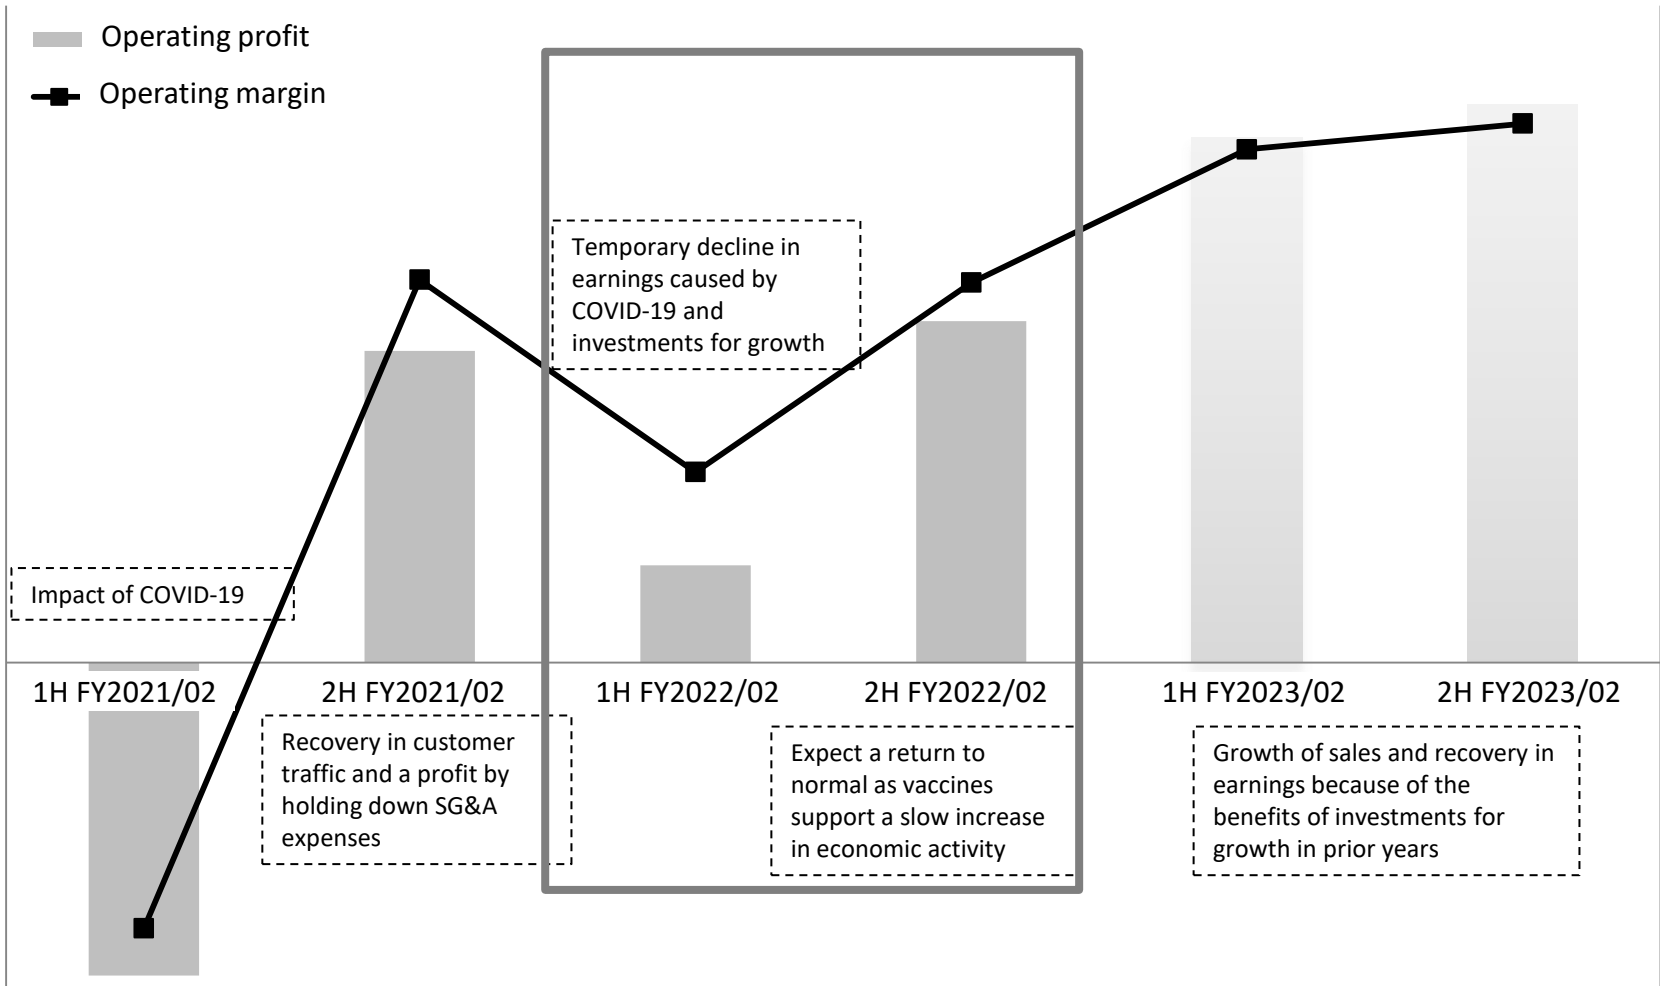 Operating profit
Operating margin
Temporary decline in
earnings caused by
COVID-19 and
investments for growth
Impact of COVID-19
1H FY2021/02
2H FY2021/02
1H FY2022/02
2H FY2022/02
1H FY2023/02
2H FY2023/02
Recovery in customer
traffic and a profit by
holding down SG&A
expenses
Expect a return to
normal as vaccines
support a slow increase
in economic activity
Growth of sales and recovery in
earnings because of the
benefits of investments for
growth in prior years